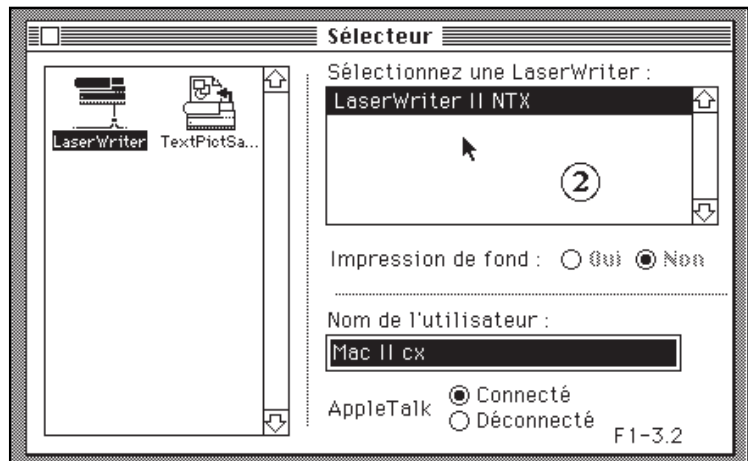 Sélecteur
LaserWriter
TextPictSa...
Sélectionnez une LaserWriter :
LaserWriter II NTX
2
Impression de fond : Oui Non
Nom de l'utilisateur :
Mac II cx
AppleTalk
Connecté
Déconnecté
F1-3.2